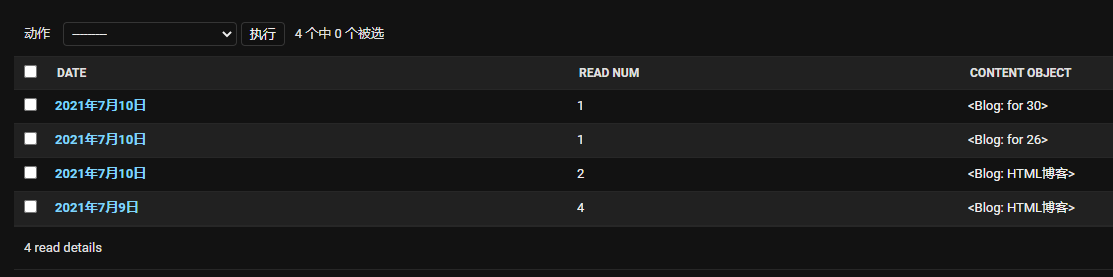 动作 --------- 执行 4 个中 0 个被选
DATE READ NUM CONTENT OBJECT
2021年7月10日 1 <Blog: for 30>
2021年7月10日 1 <Blog: for 26>
2021年7月10日 2 <Blog: HTML博客>
2021年7月9日 4 <Blog: HTML博客>
4 read details